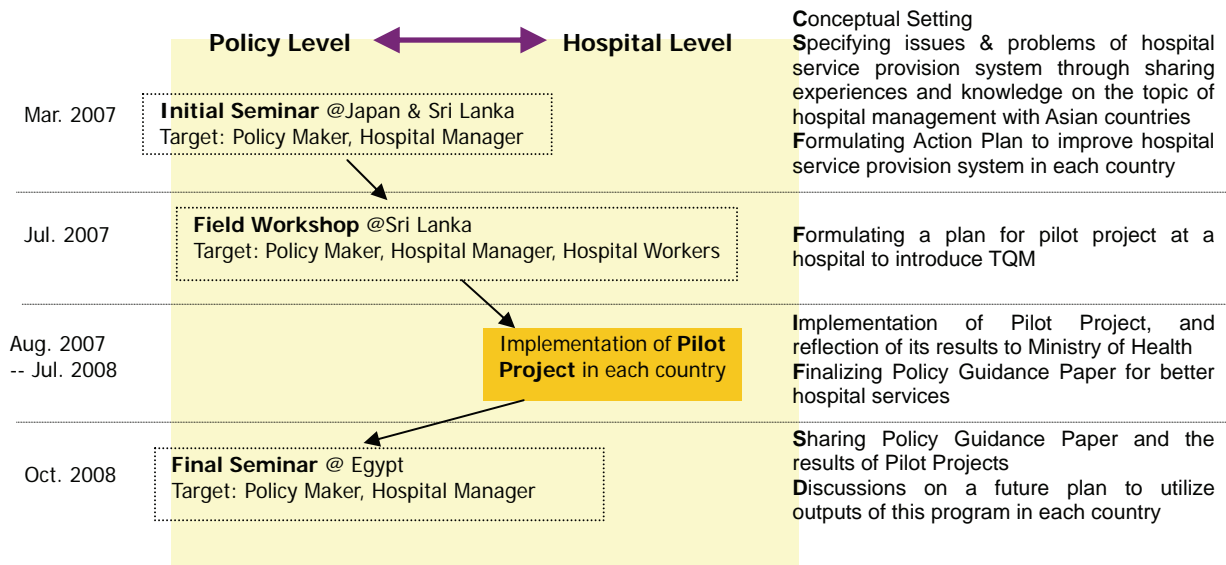 Policy Level
Hospital Level
Mar. 2007
Initial Seminar @Japan & Sri Lanka
Target: Policy Maker, Hospital Manager
Conceptual Setting
Specifying issues & problems of hospital
service provision system through sharing
experiences and knowledge on the topic of
hospital management with Asian countries
Formulating Action Plan to improve hospital
service provision system in each country
Jul. 2007
Field Workshop @Sri Lanka
Target: Policy Maker, Hospital Manager, Hospital Workers
Formulating a plan for pilot project at a
hospital to introduce TQM
Aug. 2007
-- Jul. 2008
Implementation of Pilot
Project in each country
Implementation of Pilot Project, and
reflection of its results to Ministry of Health
Finalizing Policy Guidance Paper for better
hospital services
Oct. 2008
Final Seminar @ Egypt
Target: Policy Maker, Hospital Manager
Sharing Policy Guidance Paper and the
results of Pilot Projects
Discussions on a future plan to utilize
outputs of this program in each country